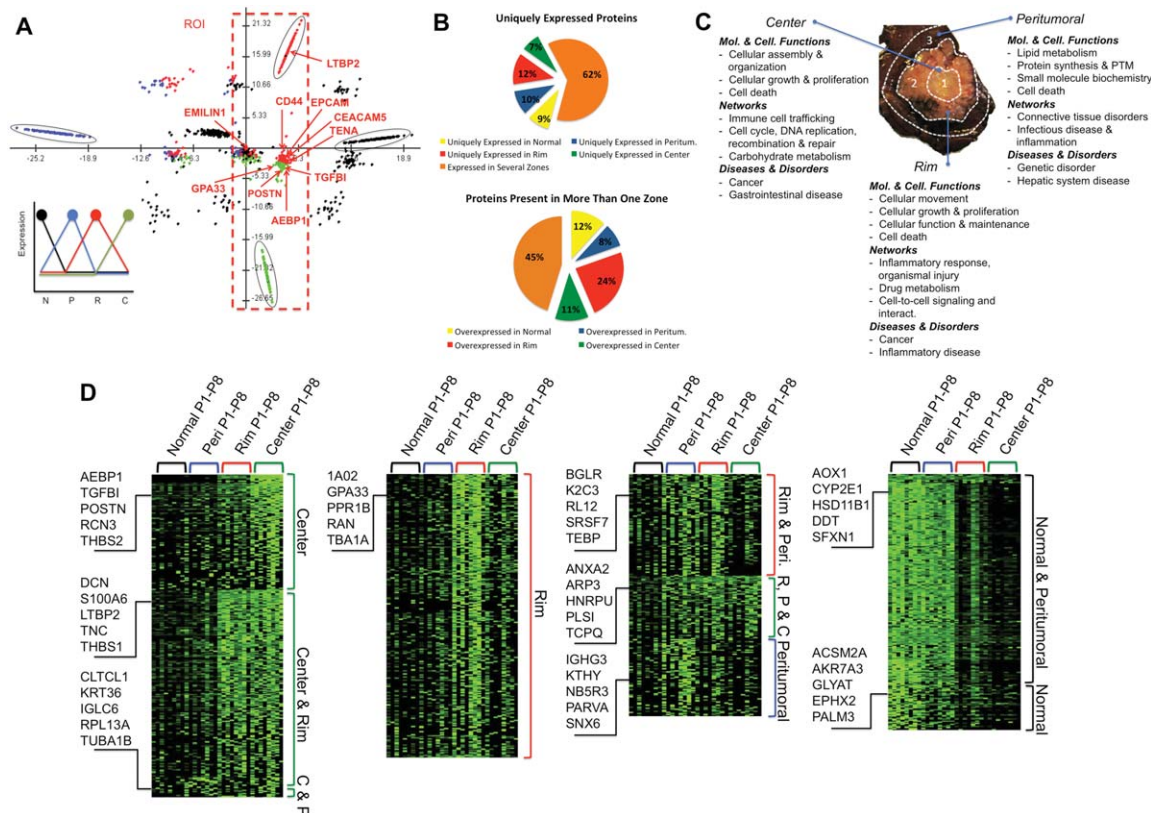 A
ROI
21.32
15.99
10.66
5.33
-25.2
-18.9
-12.6
18.9
-5.33
-10.66
-15.99
-21.32
-26.65
LTBP2
CD44
EPCAM
CEACAM5
EMILIN1
TENA
GPA33
TGFBI
POSTN
AEBP1
Expression
N P R C
B
Uniquely Expressed Proteins
7%
12%
62%
10%
9%
Uniquely Expressed in Normal
Uniquely Expressed in Peritum.
Uniquely Expressed in Rim
Uniquely Expressed in Center
Expressed in Several Zones
Proteins Present in More Than One Zone
12%
8%
45%
24%
11%
Overexpressed in Normal
Overexpressed in Peritum.
Overexpressed in Rim
Overexpressed in Center
C
Center
Mol. & Cell. Functions
- Cellular assembly &
organization
- Cellular growth & proliferation
- Cell death
Networks
- Immune cell trafficking
- Cell cycle, DNA replication,
recombination & repair
- Carbohydrate metabolism
Diseases & Disorders
- Cancer
- Gastrointestinal disease
3
2
1
Peritumoral
Mol. & Cell. Functions
- Lipid metabolism
- Protein synthesis & PTM
- Small molecule biochemistry
- Cell death
Networks
- Connective tissue disorders
- Infectious disease &
inflammation
Diseases & Disorders
- Genetic disorder
- Hepatic system disease
Rim
Mol. & Cell. Functions
- Cellular movement
- Cellular growth & proliferation
- Cellular function & maintenance
- Cell death
Networks
- Inflammatory response,
organismal injury
- Drug metabolism
- Cell-to-cell signaling and
interact.
Diseases & Disorders
- Cancer
- Inflammatory disease
D
Normal P1-P8
Peri P1-P8
Rim P1-P8
Center P1-P8
AEBP1
TGFBI
POSTN
RCN3
THBS2
DCN
S100A6
LTBP2
TNC
THBS1
CLTCL1
KRT36
IGLC6
RPL13A
TUBA1B
Center
Center & Rim
C & P
Normal P1-P8
Peri P1-P8
Rim P1-P8
Center P1-P8
1A02
GPA33
PPR1B
RAN
TBA1A
Rim
Normal P1-P8
Peri P1-P8
Rim P1-P8
Center P1-P8
BGLR
K2C3
RL12
SRSF7
TEBP
ANXA2
ARP3
HNRPU
PLSI
TCPQ
IGHG3
KTHY
NB5R3
PARVA
SNX6
Rim & Peri.
R, P & C
Peritumoral
Normal P1-P8
Peri P1-P8
Rim P1-P8
Center P1-P8
AOX1
CYP2E1
HSD11B1
DDT
SFXN1
ACSM2A
AKR7A3
GLYAT
EPHX2
PALM3
Normal & Peritumoral
Normal